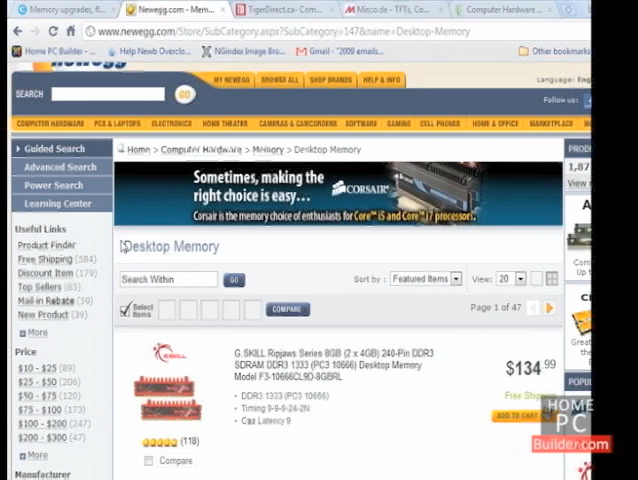 Memory upgrades, fl
Newegg.com - Mem...
TigerDirect.ca - Com...
Misco.de - TFTs, Com
Computer Hardware ...
www.newegg.com/Store/SubCategory.aspx?SubCategory=147&name=Desktop-Memory
Home PC Builder - ...
Help Newb Overclo...
NGindex Image Bro...
Gmail - "2009 emails...
Other bookmarks
newegg
MY NEWEGG
BROWSE ALL
SHOP BRANDS
HELP & INFO
Language: Eng
SEARCH
GO
Follow us:
COMPUTER HARDWARE
PCS & LAPTOPS
ELECTRONICS
HOME THEATER
CAMERAS & CAMCORDERS
SOFTWARE
GAMING
CELL PHONES
HOME & OFFICE
MARKETPLACE
Guided Search
Advanced Search
Power Search
Learning Center
Useful Links
Product Finder
Free Shipping (584)
Discount Item (179)
Top Sellers (85)
Mail-in Rebate (59)
New Product (39)
More
Price
$10 - $25 (89)
$25 - $50 (206)
$50 - $75 (120)
$75 - $100 (173)
$100 - $200 (247)
$200 - $300 (47)
More
Manufacturer
Home > Computer Hardware > Memory > Desktop Memory
Sometimes, making the
right choice is easy...
CORSAIR
Corsair is the memory choice of enthusiasts for Core™ i5 and Core™ i7 processors.
Desktop Memory
Search Within
GO
Sort by :
Featured Items
View:
20
Select
Items
COMPARE
Page 1 of 47
G.SKILL
G.SKILL Ripjaws Series 8GB (2 x 4GB) 240-Pin DDR3
SDRAM DDR3 1333 (PC3 10666) Desktop Memory
Model F3-10666CL9D-8GBRL
DDR3 1333 (PC3 10666)
Timing 9-9-9-24-2N
Cas Latency 9
(118)
Compare
$134.99
Free Shipping
ADD TO CART
PROD
1,87
View
POPUL
HOME
PC
Builder.com